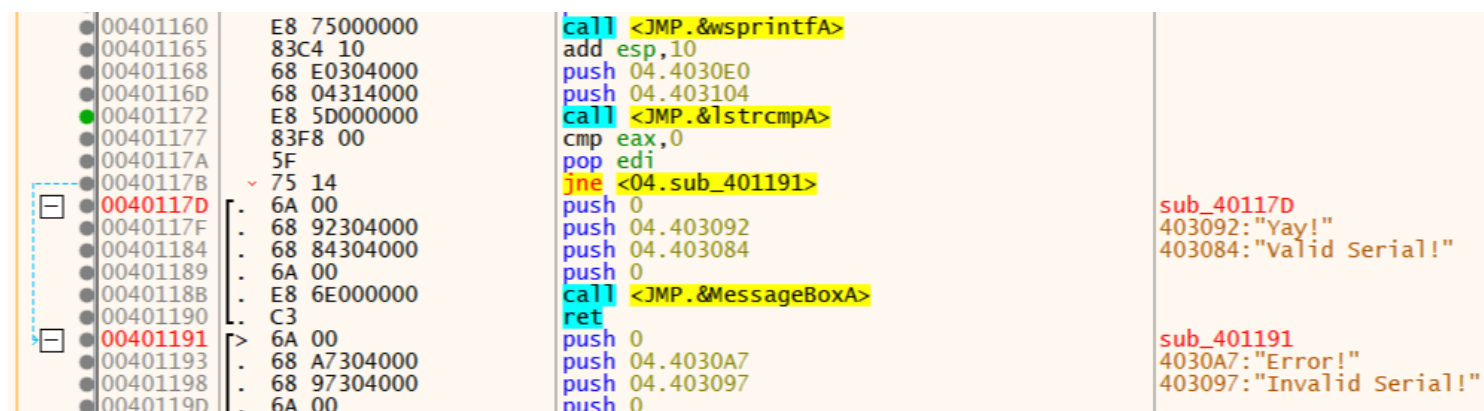 00401160 E8 75000000 call <JMP.&wsprintfA>
00401165 83C4 10 add esp,10
00401168 68 E0304000 push 04.4030E0
0040116D 68 04314000 push 04.403104
00401172 E8 5D000000 call <JMP.&lstrcmpA>
00401177 83F8 00 cmp eax,0
0040117A 5F pop edi
0040117B 75 14 jne <04.sub_401191>
0040117D 6A 00 push 0 sub_40117D
0040117F 68 92304000 push 04.403092 403092:"Yay!"
00401184 68 84304000 push 04.403084 403084:"Valid Serial!"
00401189 6A 00 push 0
0040118B E8 6E000000 call <JMP.&MessageBoxA>
00401190 C3 ret
00401191 6A 00 push 0 sub_401191
00401193 68 A7304000 push 04.4030A7 4030A7:"Error!"
00401198 68 97304000 push 04.403097 403097:"Invalid Serial!"
0040119D 6A 00 push 0